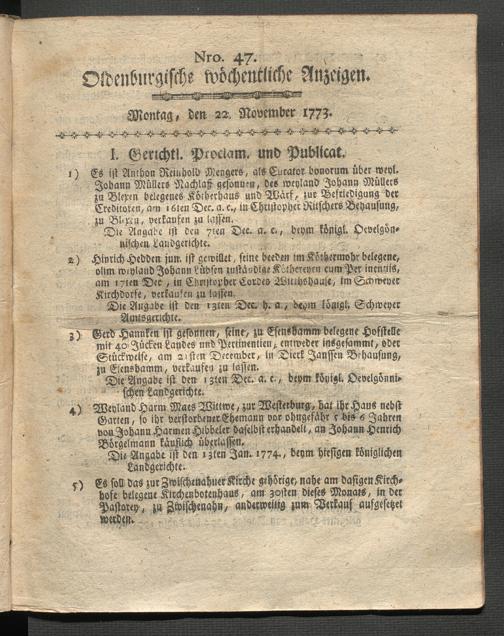 Nro. 47.
Oldenburgische wöchentliche Anzeigen.
Montag, den 22. November 1773.
I. Gerichtl. Proclam. und Publicat.
1) Es ist Anthon Reinhold Mengers, als Curator bonorum über weyl.
Johann Müllers Nachlaß gesonnen, des weyland Johann Müllers
zu Blexen belegenes Kötherhaus und Wärf, zur Befriedigung der
Creditoren, am 16ten Dec. a. c., in Christopher Ritschers Behausung,
zu Blexen, verkaufen zu lassen.
Die Angabe ist den 7ten Dec. a. c., beym königl. Ovelgön-
nischen Landgerichte.
2) Hinrich Hedden jun. ist gewillet, seine beeden im Köthermohr belegene,
olim weyland Johann Lübsen zuständige Köthereyen cum Pertinentiis,
am 17ten Dec., in Christopher Cordes Wirthshause, im Schweyer
Kirchdorfe, verkaufen zu lassen.
Die Angabe ist den 13ten Dec. h. a., beym königl. Schweyer
Amtsgerichte.
3) Gerd Hannken ist gesonnen, seine, zu Esenshamm belegene Hofstelle
mit 40 Jücken Landes und Pertinentien, entweder insgesammt, oder
Stückweise, am 21sten December, in Dierk Janssen Behausung,
zu Esenshamm, verkaufen zu lassen.
Die Angabe ist den 13ten Dec. a. c., beym königl. Ovelgönni-
schen Landgerichte.
4) Weyland Harm Maes Wittwe, zur Westerburg, hat ihr Haus nebst
Garten, so ihr verstorbener Ehemann vor ohngefähr 5 bis 6 Jahren
von Johann Harmen Hibbeler daselbst erhandelt, an Johann Henrich
Börgelmann käuflich überlassen.
Die Angabe ist den 13ten Jan. 1774., beym hiesigen königlichen
Landgerichte.
5) Es soll das zur Zwischenahner Kirche gehörige, nahe am dasigen Kirch-
hofe belegene Kirchenbotenhaus, am 30sten dieses Monats, in der
Pastorey, zu Zwischenahn, anderweitig zum Verkauf aufgesetzet
werden.